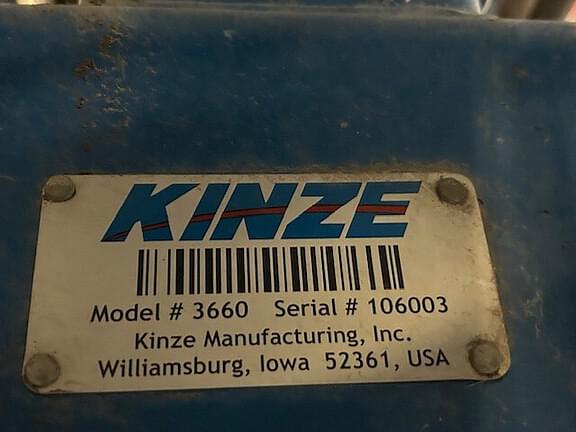 KINZE
Model # 3660 Serial # 106003
Kinze Manufacturing, Inc.
Williamsburg, Iowa 52361, USA